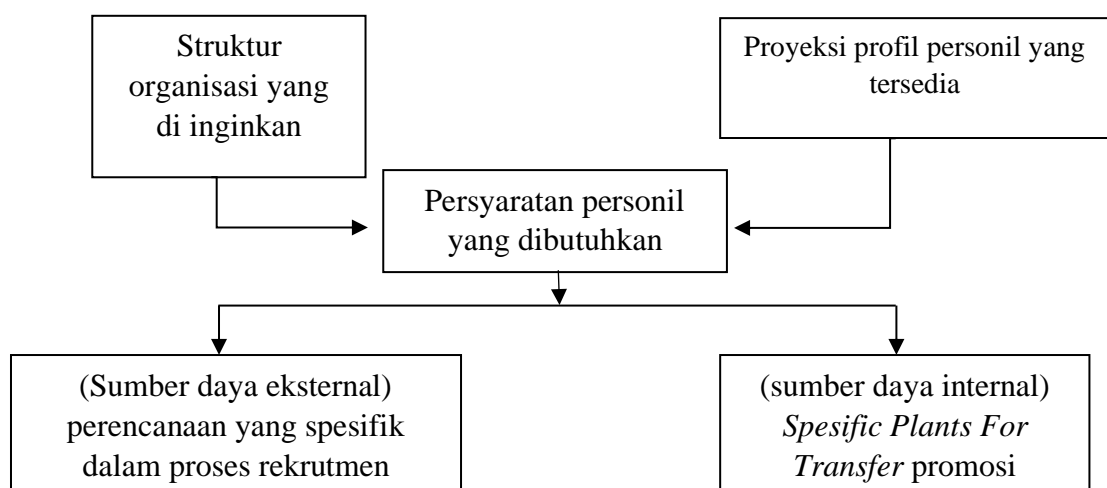 Struktur
organisasi yang
di inginkan
Proyeksi profil personil yang
tersedia
Persyaratan personil
yang dibutuhkan
(Sumber daya eksternal)
perencanaan yang spesifik
dalam proses rekrutmen
(sumber daya internal)
Spesific Plants For
Transfer promosi